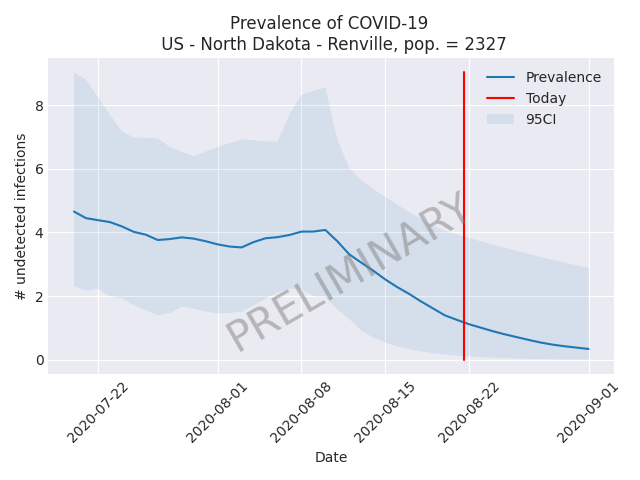 Prevalence of COVID-19
US - North Dakota - Renville, pop. = 2327
Prevalence
Today
95CI
# undetected infections
8
6
4
2
0
PRELIMINARY
2020-07-22
2020-08-01
2020-08-08
2020-08-15
2020-08-22
2020-09-01
Date